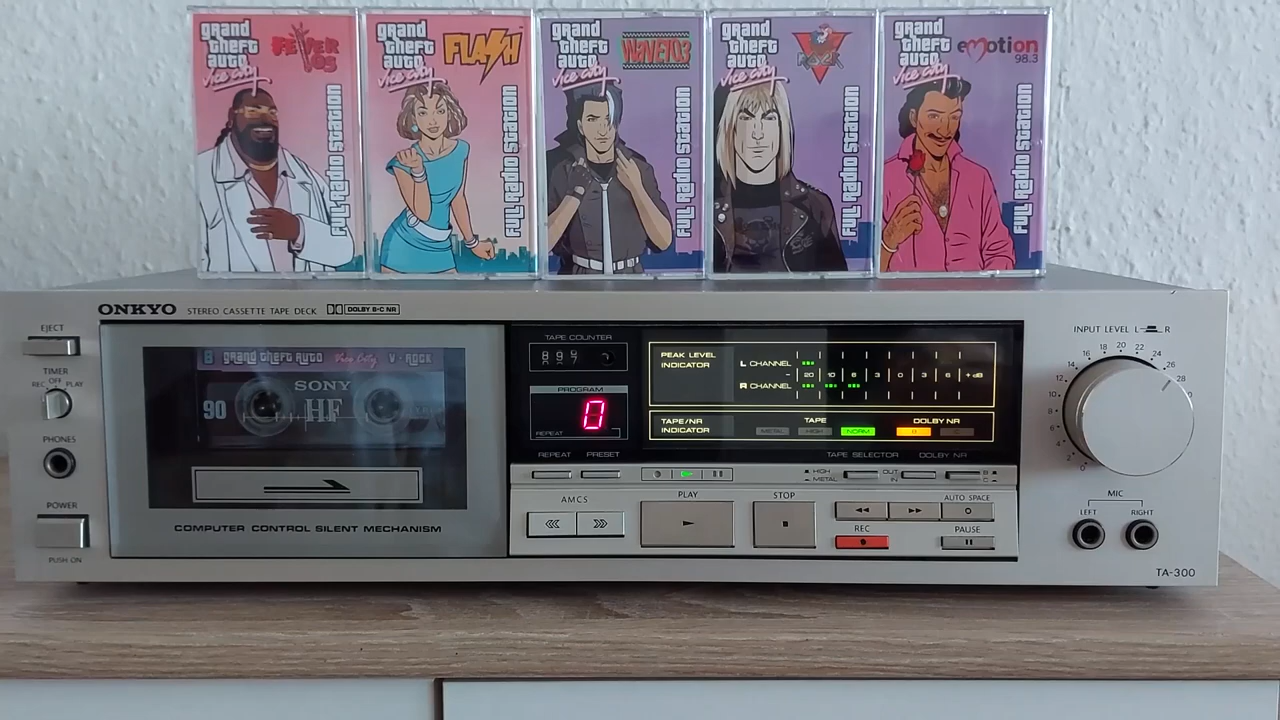 grand theft auto
Vice City
FEVER 105
FULL Radio Station
grand theft auto
Vice City
FLASH
FULL Radio Station
grand theft auto
Vice City
WAVE103
FULL Radio Station
grand theft auto
Vice City
ROCK
FULL Radio Station
grand theft auto
Vice City
emotion
98.3
FULL Radio Station
ONKYO STEREO CASSETTE TAPE DECK DOLBY B-C NR
EJECT
TIMER
REC OFF PLAY
PHONES
POWER
PUSH ON
B grand theft auto Vice City V-ROCK
SONY
90 HF
COMPUTER CONTROL SILENT MECHANISM
TAPE COUNTER
897
PROGRAM
0
REPEAT
REPEAT PRESET
PEAK LEVEL INDICATOR
L CHANNEL
- 20 10 6 3 0 3 6 + dB
R CHANNEL
TAPE/NR INDICATOR
TAPE DOLBY NR
METAL HIGH NORM B C
TAPE SELECTOR DOLBY NR
HIGH METAL OUT IN B C
AMCS PLAY STOP AUTO SPACE
REC PAUSE
INPUT LEVEL L R
0 4 6 8 10 12 14 16 18 20 22 24 26 28
MIC
LEFT RIGHT
TA-300